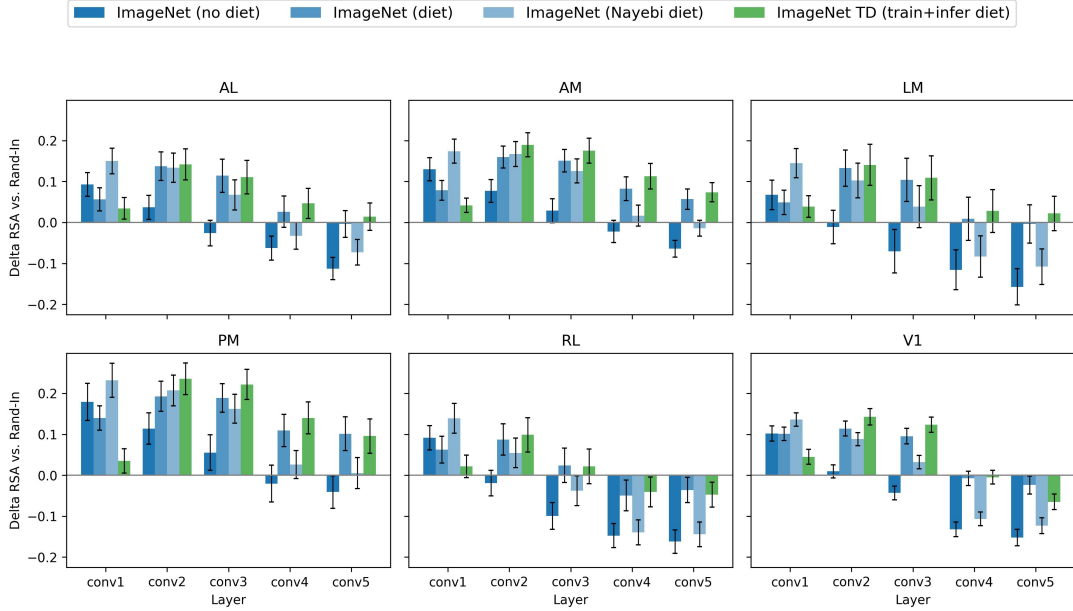 ImageNet (no diet) ImageNet (diet) ImageNet (Nayebi diet) ImageNet TD (train+infer diet)
AL AM LM
Delta RSA vs. Rand-In
0.2
0.1
0.0
−0.1
−0.2
PM RL V1
Delta RSA vs. Rand-In
0.2
0.1
0.0
−0.1
−0.2
conv1 conv2 conv3 conv4 conv5 conv1 conv2 conv3 conv4 conv5 conv1 conv2 conv3 conv4 conv5
Layer Layer Layer